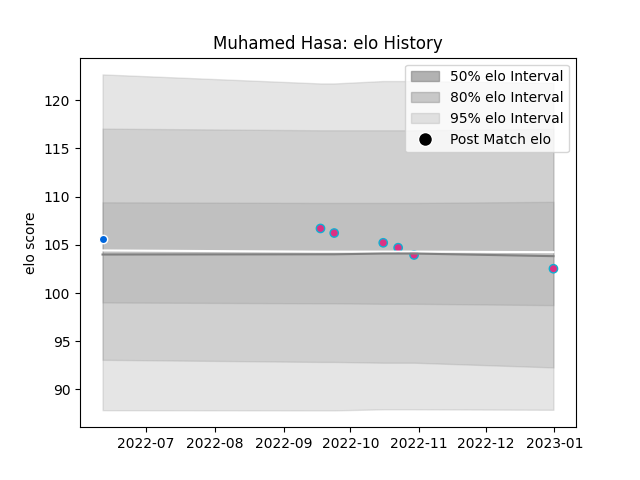 Muhamed Hasa: elo History
50% elo Interval
80% elo Interval
95% elo Interval
Post Match elo
elo score
120
115
110
105
100
95
90
2022-07
2022-08
2022-09
2022-10
2022-11
2022-12
2023-01